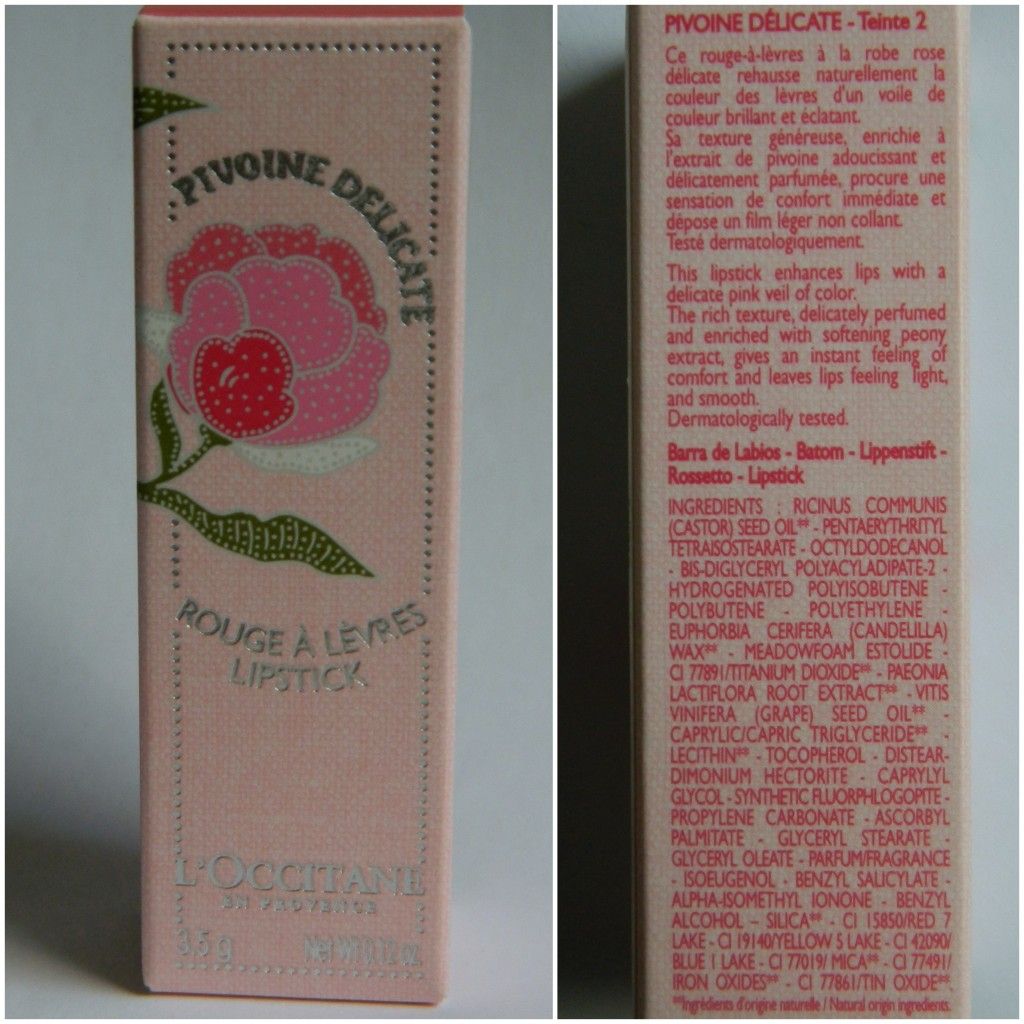 PIVOINE DELICATE
ROUGE À LÈVRES
LIPSTICK
L'OCCITANE
EN PROVENCE
3.5 g Net Wt 0.12 oz.
PIVOINE DÉLICATE - Teinte 2
Ce rouge-à-lèvres à la robe rose
délicate rehausse naturellement la
couleur des lèvres d'un voile de
couleur brillant et éclatant.
Sa texture généreuse, enrichie à
l'extrait de pivoine adoucissant et
délicatement parfumée, procure une
sensation de confort immédiate et
dépose un film léger non collant.
Testé dermatologiquement.
This lipstick enhances lips with a
delicate pink veil of color.
The rich texture, delicately perfumed
and enriched with softening peony
extract, gives an instant feeling of
comfort and leaves lips feeling light,
and smooth.
Dermatologically tested.
Barra de Labios - Batom - Lippenstift -
Rossetto - Lipstick
INGREDIENTS : RICINUS COMMUNIS
(CASTOR) SEED OIL** - PENTAERYTHRITYL
TETRAISOSTEARATE - OCTYLDODECANOL
- BIS-DIGLYCERYL POLYACYLADIPATE-2 -
HYDROGENATED POLYISOBUTENE -
POLYBUTENE - POLYETHYLENE -
EUPHORBIA CERIFERA (CANDELILLA)
WAX** - MEADOWFOAM ESTOLIDE -
CI 77891/TITANIUM DIOXIDE** - PAEONIA
LACTIFLORA ROOT EXTRACT** - VITIS
VINIFERA (GRAPE) SEED OIL** -
CAPRYLIC/CAPRIC TRIGLYCERIDE** -
LECITHIN** - TOCOPHEROL - DISTEAR-
DIMONIUM HECTORITE - CAPRYLYL
GLYCOL - SYNTHETIC FLUORPHLOGOPITE -
PROPYLENE CARBONATE - ASCORBYL
PALMITATE - GLYCERYL STEARATE -
GLYCERYL OLEATE - PARFUM/FRAGRANCE
- ISOEUGENOL - BENZYL SALICYLATE -
ALPHA-ISOMETHYL IONONE - BENZYL
ALCOHOL – SILICA** - CI 15850/RED 7
LAKE - CI 19140/YELLOW 5 LAKE - CI 42090/
BLUE 1 LAKE - CI 77019/ MICA** - CI 77491/
IRON OXIDES** - CI 77861/TIN OXIDE**.
**Ingrédients d'origine naturelle / Natural origin ingredients.